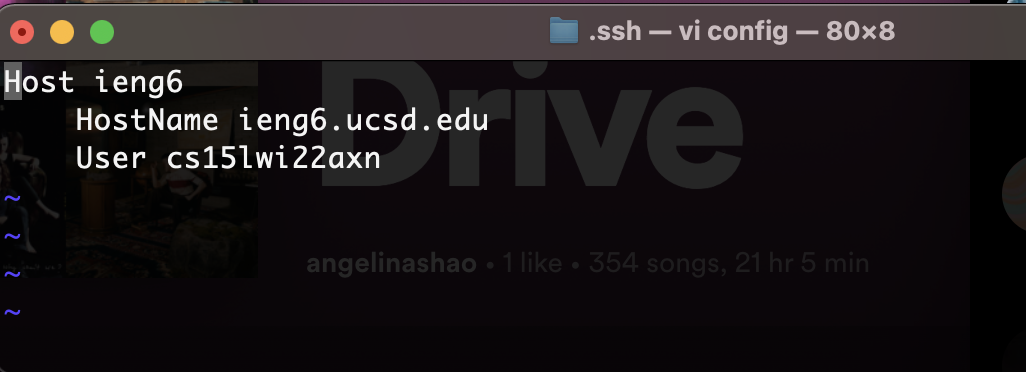 .ssh — vi config — 80×8
Host ieng6
    HostName ieng6.ucsd.edu
    User cs15lwi22axn
~
~
~
~
Drive
angelinashao • 1 like • 354 songs, 21 hr 5 min